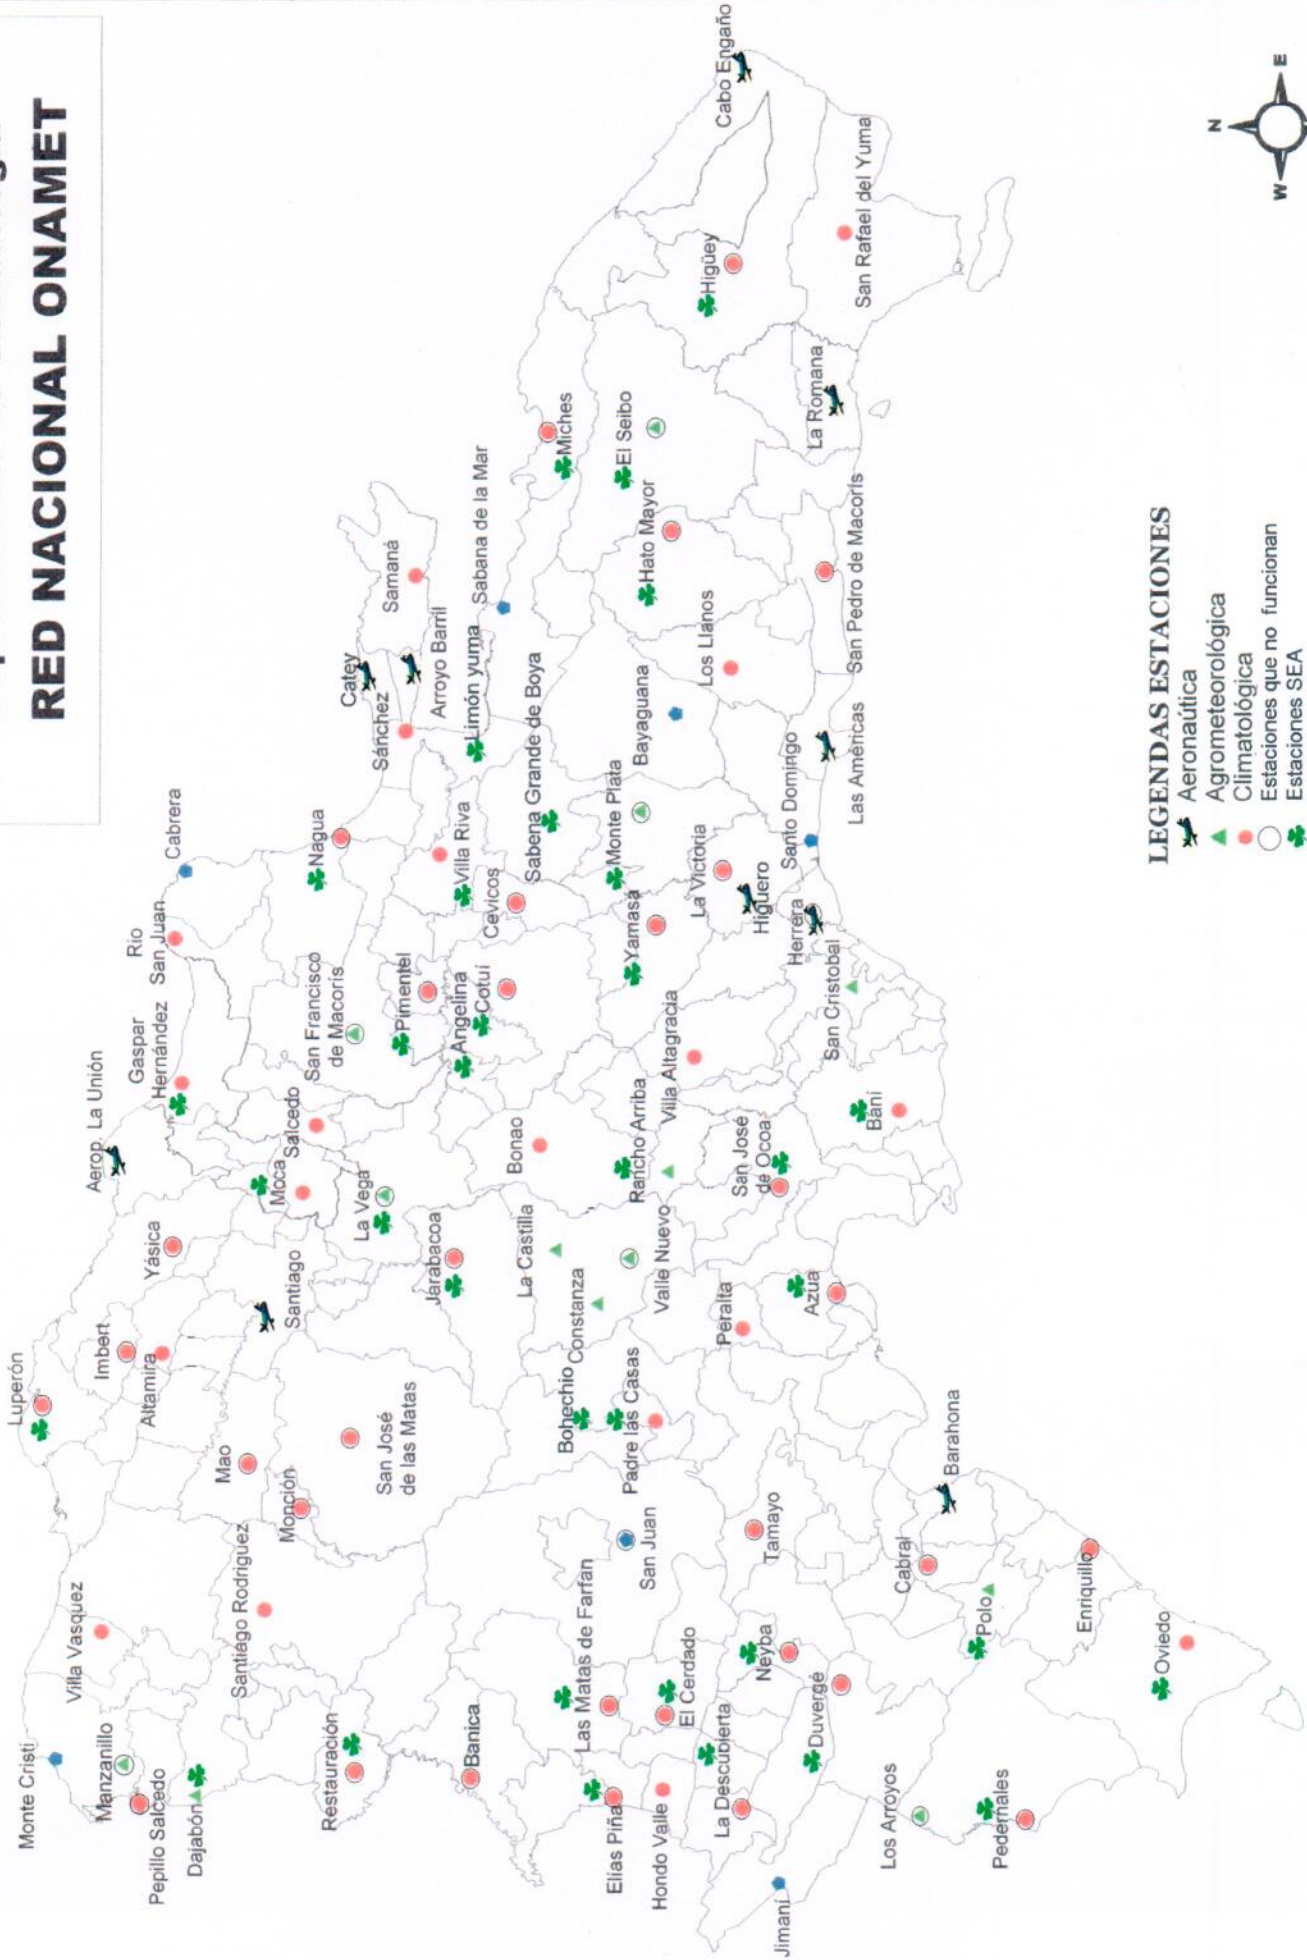 RED NACIONAL ONAMET
Luperón
Monte Cristi
Villa Vasquez
Imbert
Altamira
Yásica
Aerop. La Unión
Gaspar
Hernández
Rio
San Juan
Cabrera
Manzanillo
Pepillo Salcedo
Dajabón
Mao
Santiago Rodriguez
Monción
Santiago
Moca
Salcedo
San Francisco
de Macorís
Nagua
Catey
Sánchez
Samaná
Arroyo Barril
Restauración
San José
de las Matas
La Vega
Jarabacoa
Pimentel
Angelina
Cotuí
Villa Riva
Cevicos
Limón yuma
Sabana de la Mar
Sabena Grande de Boya
Miches
Banica
Bonao
La Castilla
Constanza
Bohechio
Padre las Casas
Valle Nuevo
Rancho Arriba
Yamasá
Monte Plata
Bayaguana
Hato Mayor
El Seibo
Higüey
Cabo Engaño
Las Matas de Farfan
San Juan
Elías Piña
Hondo Valle
El Cerdado
Villa Altagracia
La Victoria
Los Llanos
La Descubierta
Neyba
Tamayo
Peralta
San José
de Ocoa
Higuero
Herrera
Santo Domingo
Las Américas
San Pedro de Macorís
La Romana
San Rafael del Yuma
Jimaní
Duvergé
Azua
San Cristobal
Baní
Los Arroyos
Cabral
Barahona
Polo
Pedernales
Enriquillo
Oviedo
LEGENDAS ESTACIONES
Aeronaútica
Agrometeorológica
Climatológica
Estaciones que no funcionan
Estaciones SEA
N
W
E